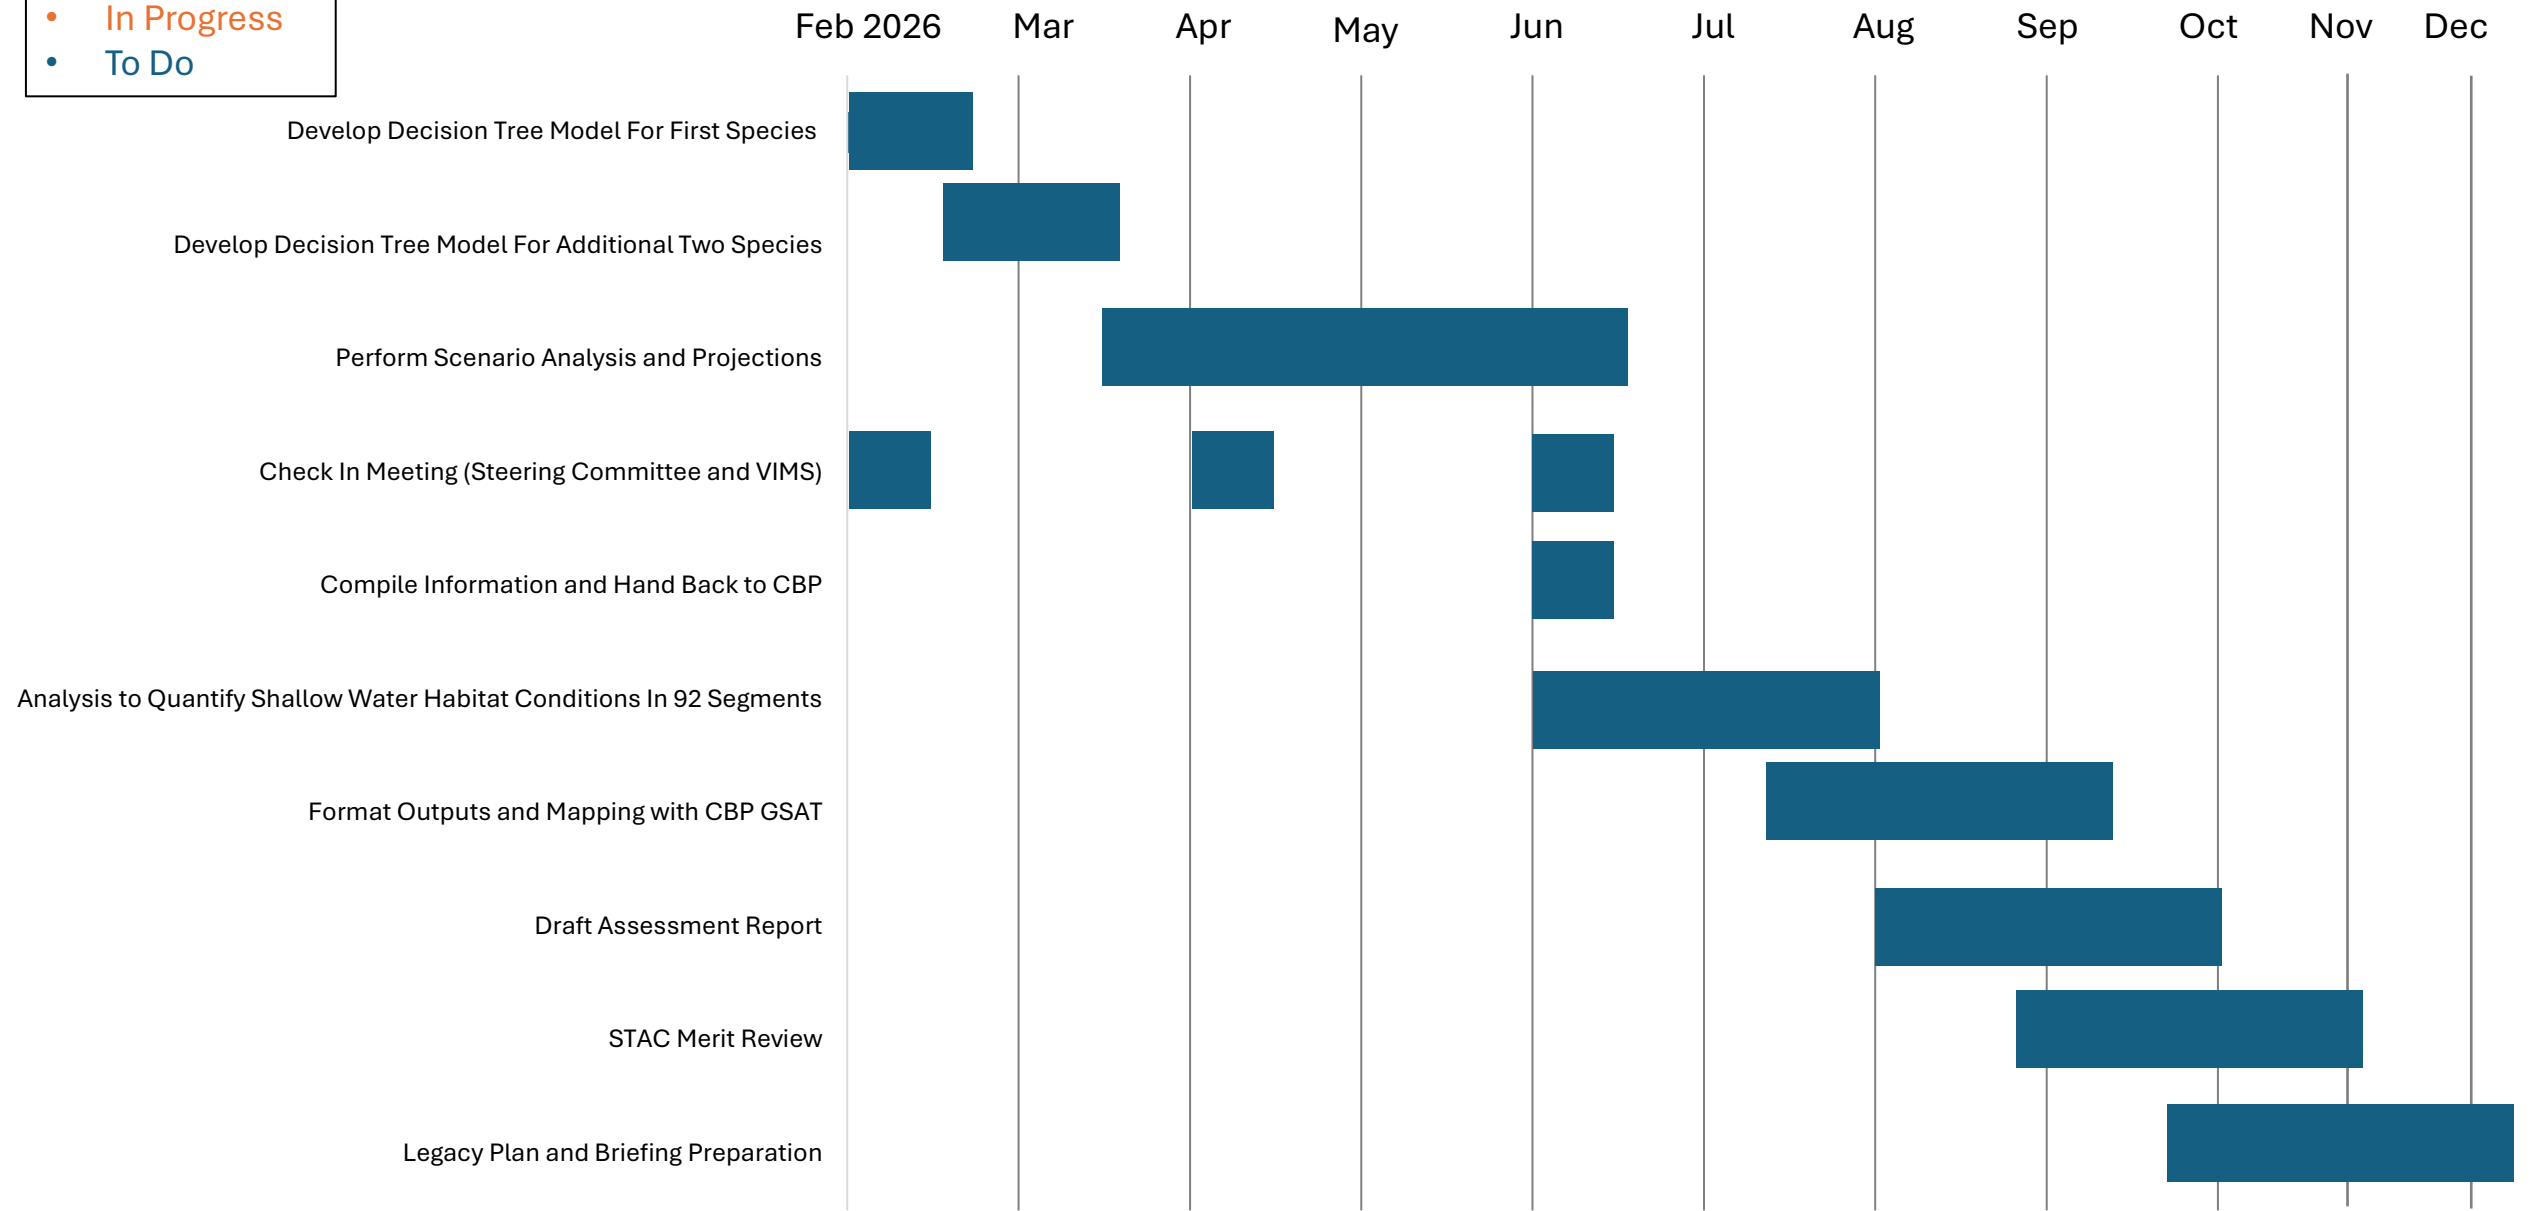 • In Progress
• To Do
Feb 2026 Mar Apr May Jun Jul Aug Sep Oct Nov Dec
Develop Decision Tree Model For First Species
Develop Decision Tree Model For Additional Two Species
Perform Scenario Analysis and Projections
Check In Meeting (Steering Committee and VIMS)
Compile Information and Hand Back to CBP
Analysis to Quantify Shallow Water Habitat Conditions In 92 Segments
Format Outputs and Mapping with CBP GSAT
Draft Assessment Report
STAC Merit Review
Legacy Plan and Briefing Preparation